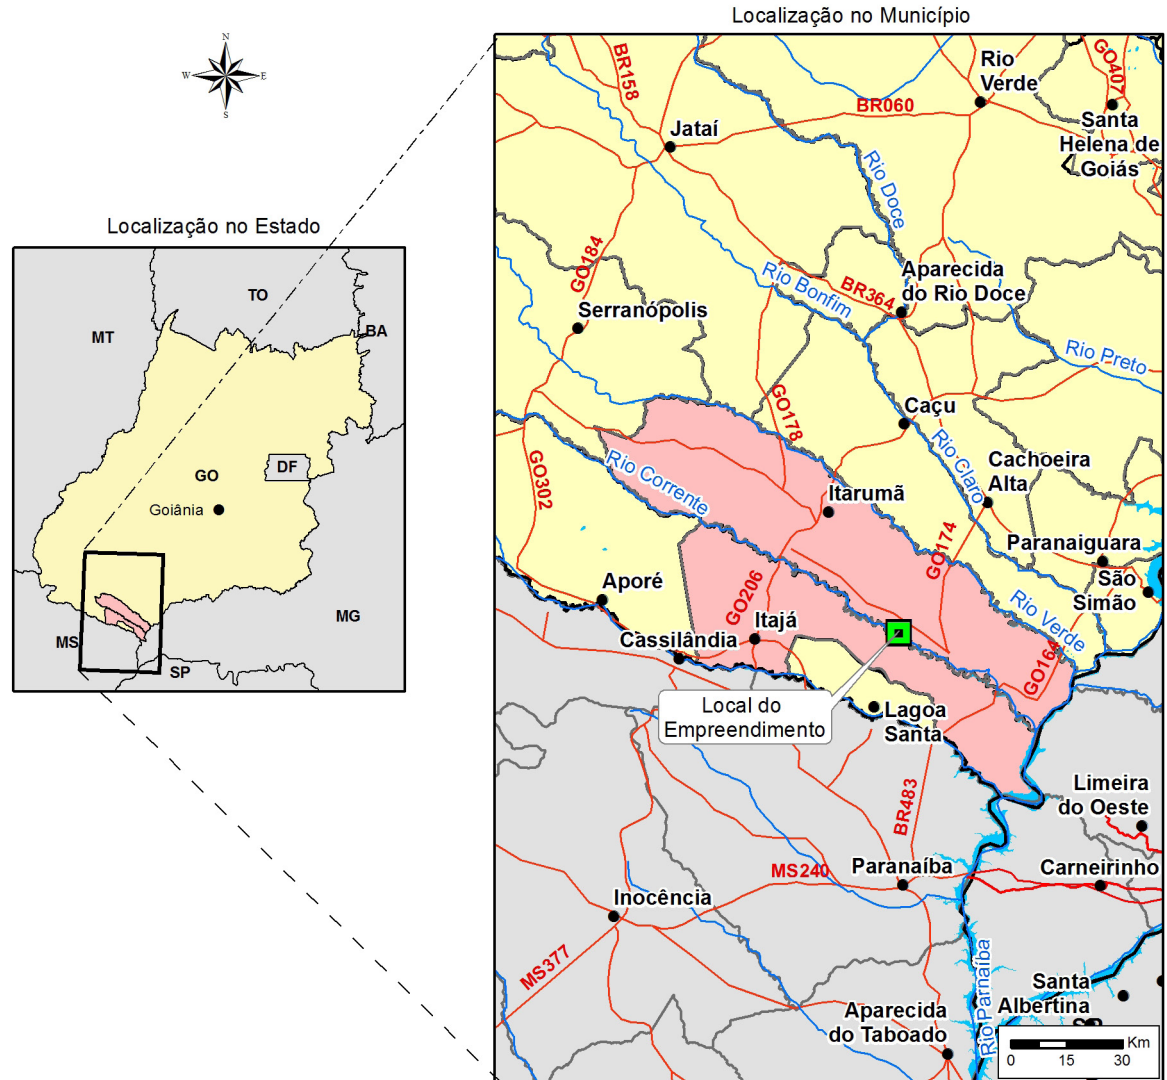 Localização no Município
N
W
E
S
Localização no Estado
TO
MT
BA
GO
DF
Goiânia
MG
MS
SP
BR158
Rio
Verde
GO407
BR060
Santa
Helena de
Goiás
Jataí
Rio Doce
GO184
Rio Bonfim
BR364
Aparecida
do Rio Doce
Serranópolis
Rio Preto
GO178
Caçu
Rio Claro
GO302
Rio Corrente
Cachoeira
Alta
Itarumã
GO174
Paranaiguara
São
Simão
Aporé
GO206
Rio Verde
Itajá
Cassilândia
GO164
Local do
Empreendimento
Lagoa
Santa
BR483
Limeira
do Oeste
MS240
Paranaíba
Carneirinho
Inocência
MS377
Rio Parnaíba
Santa
Albertina
Aparecida
do Taboado
Km
0 15 30